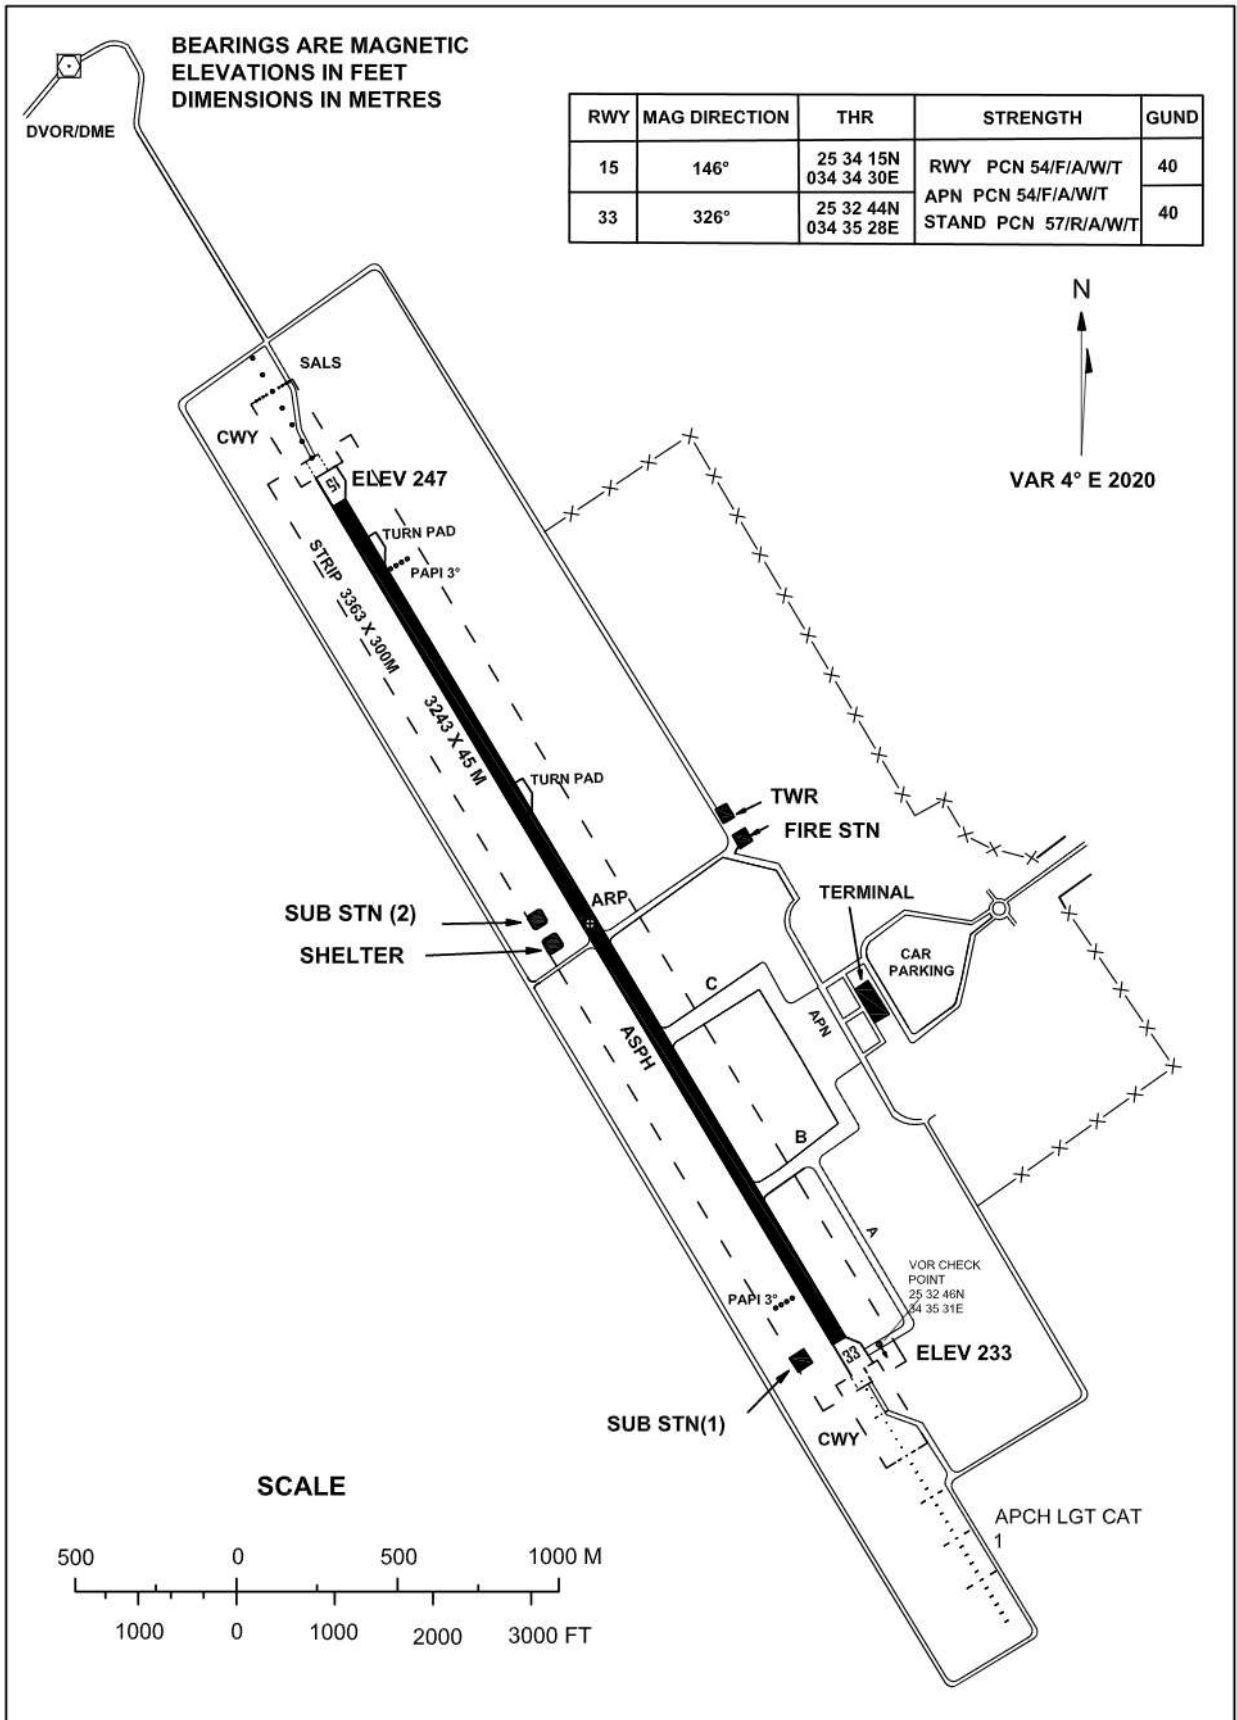 BEARINGS ARE MAGNETIC
ELEVATIONS IN FEET
DIMENSIONS IN METRES
DVOR/DME
RWY MAG DIRECTION THR STRENGTH GUND
15 146° 25 34 15N 034 34 30E RWY PCN 54/F/A/W/T 40
APN PCN 54/F/A/W/T
33 326° 25 32 44N 034 35 28E STAND PCN 57/R/A/W/T 40
N
VAR 4° E 2020
SALS
CWY
ELEV 247
15
TURN PAD
PAPI 3°
STRIP 3363 X 300M
3243 X 45 M
TURN PAD
TWR
FIRE STN
TERMINAL
ARP
SUB STN (2)
SHELTER
CAR
PARKING
C
APN
ASPH
B
A
VOR CHECK
POINT
25 32 46N
34 35 31E
PAPI 3°
33
ELEV 233
SUB STN(1)
CWY
SCALE
APCH LGT CAT
1
500 0 500 1000 M
1000 0 1000 2000 3000 FT